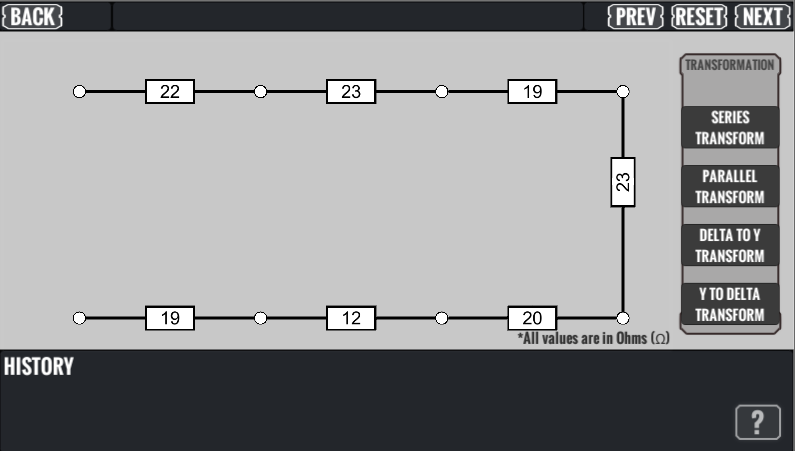 {BACK}
{PREV} {RESET} {NEXT}
TRANSFORMATION
22
23
19
SERIES
TRANSFORM
23
PARALLEL
TRANSFORM
DELTA TO Y
TRANSFORM
Y TO DELTA
TRANSFORM
19
12
20
*All values are in Ohms (Ω)
HISTORY
?